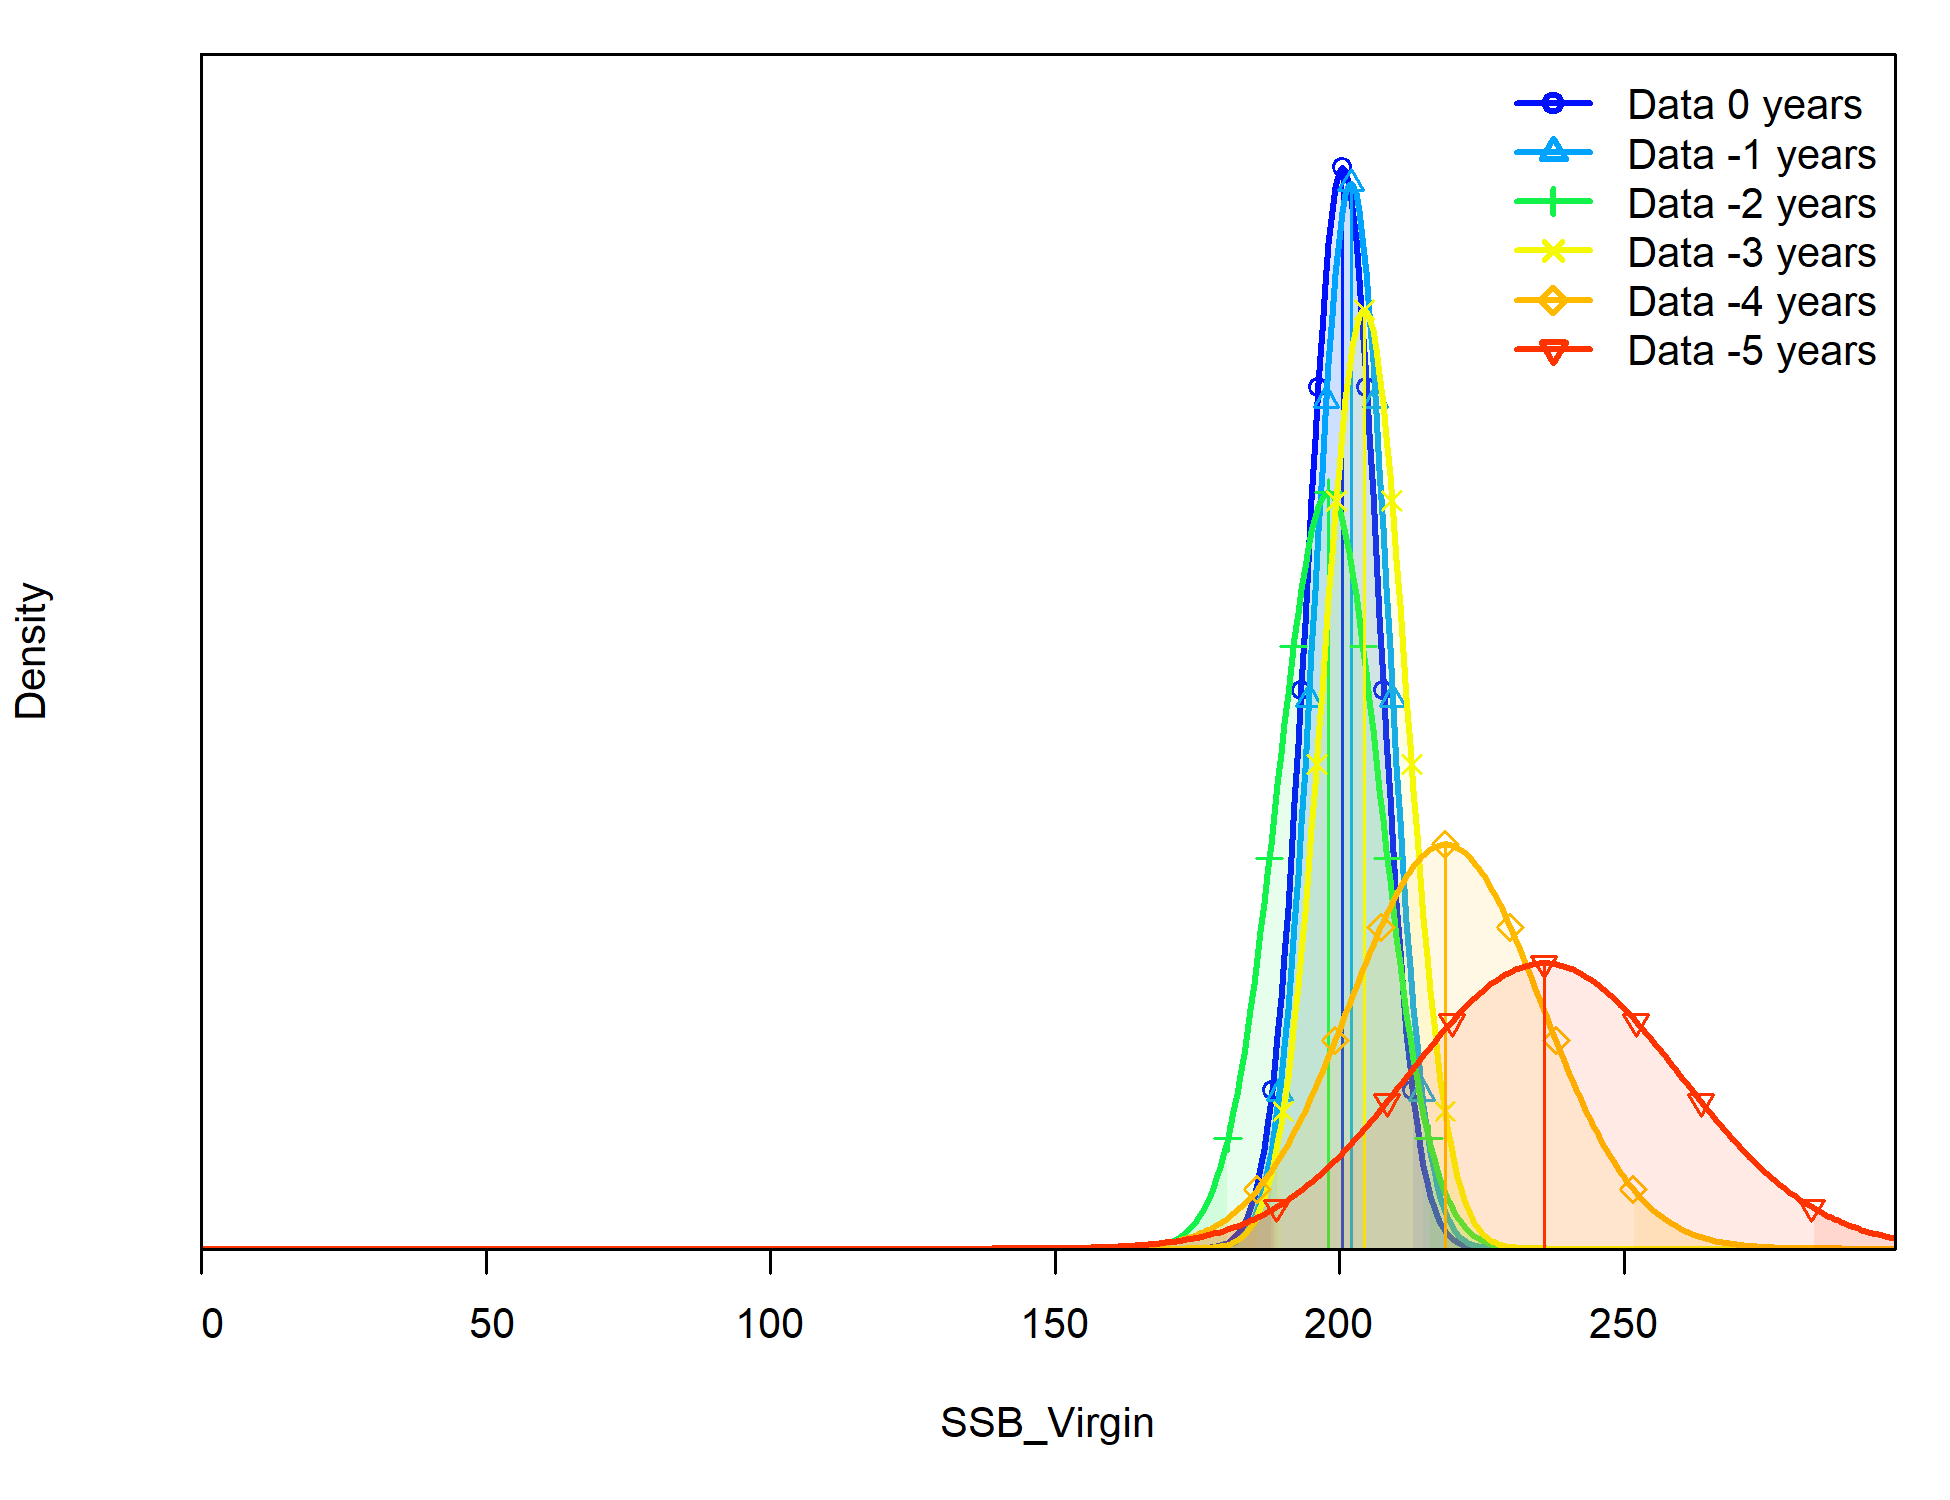 Data 0 years
Data -1 years
Data -2 years
Data -3 years
Data -4 years
Data -5 years
Density
0 50 100 150 200 250
SSB_Virgin